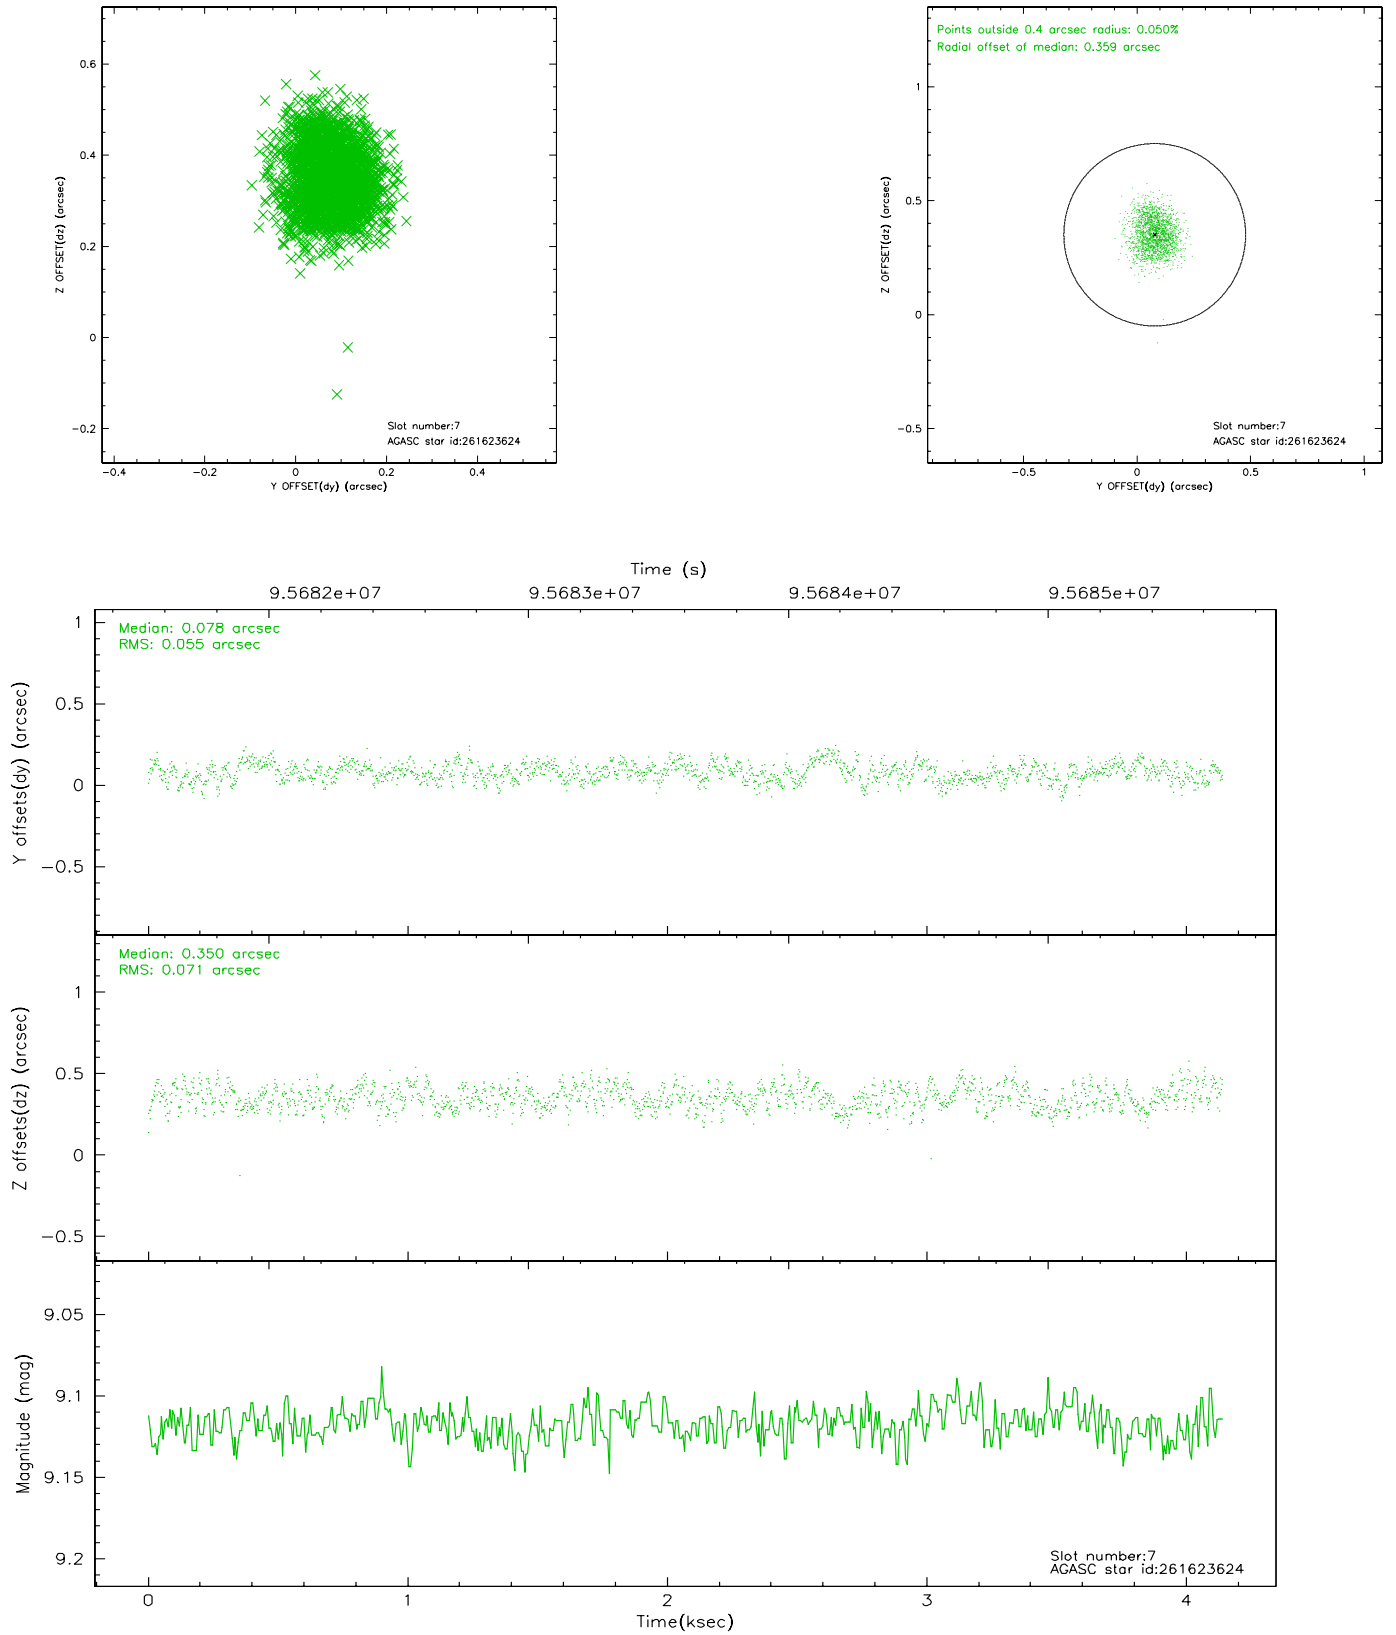 0.6
0.4
0.2
0
−0.2
Z OFFSET(dz) (arcsec)
Slot number:7
AGASC star id:261623624
−0.4 −0.2 0 0.2 0.4
Y OFFSET(dy) (arcsec)
Points outside 0.4 arcsec radius: 0.050%
Radial offset of median: 0.359 arcsec
1
0.5
0
−0.5
Z OFFSET(dz) (arcsec)
Slot number:7
AGASC star id:261623624
−0.5 0 0.5 1
Y OFFSET(dy) (arcsec)
Time (s)
9.5682e+07 9.5683e+07 9.5684e+07 9.5685e+07
Median: 0.078 arcsec
RMS: 0.055 arcsec
1
0.5
0
−0.5
Y offsets(dy) (arcsec)
Median: 0.350 arcsec
RMS: 0.071 arcsec
1
0.5
0
−0.5
Z offsets(dz) (arcsec)
9.05
9.1
9.15
9.2
Magnitude (mag)
Slot number:7
AGASC star id:261623624
0 1 2 3 4
Time(ksec)